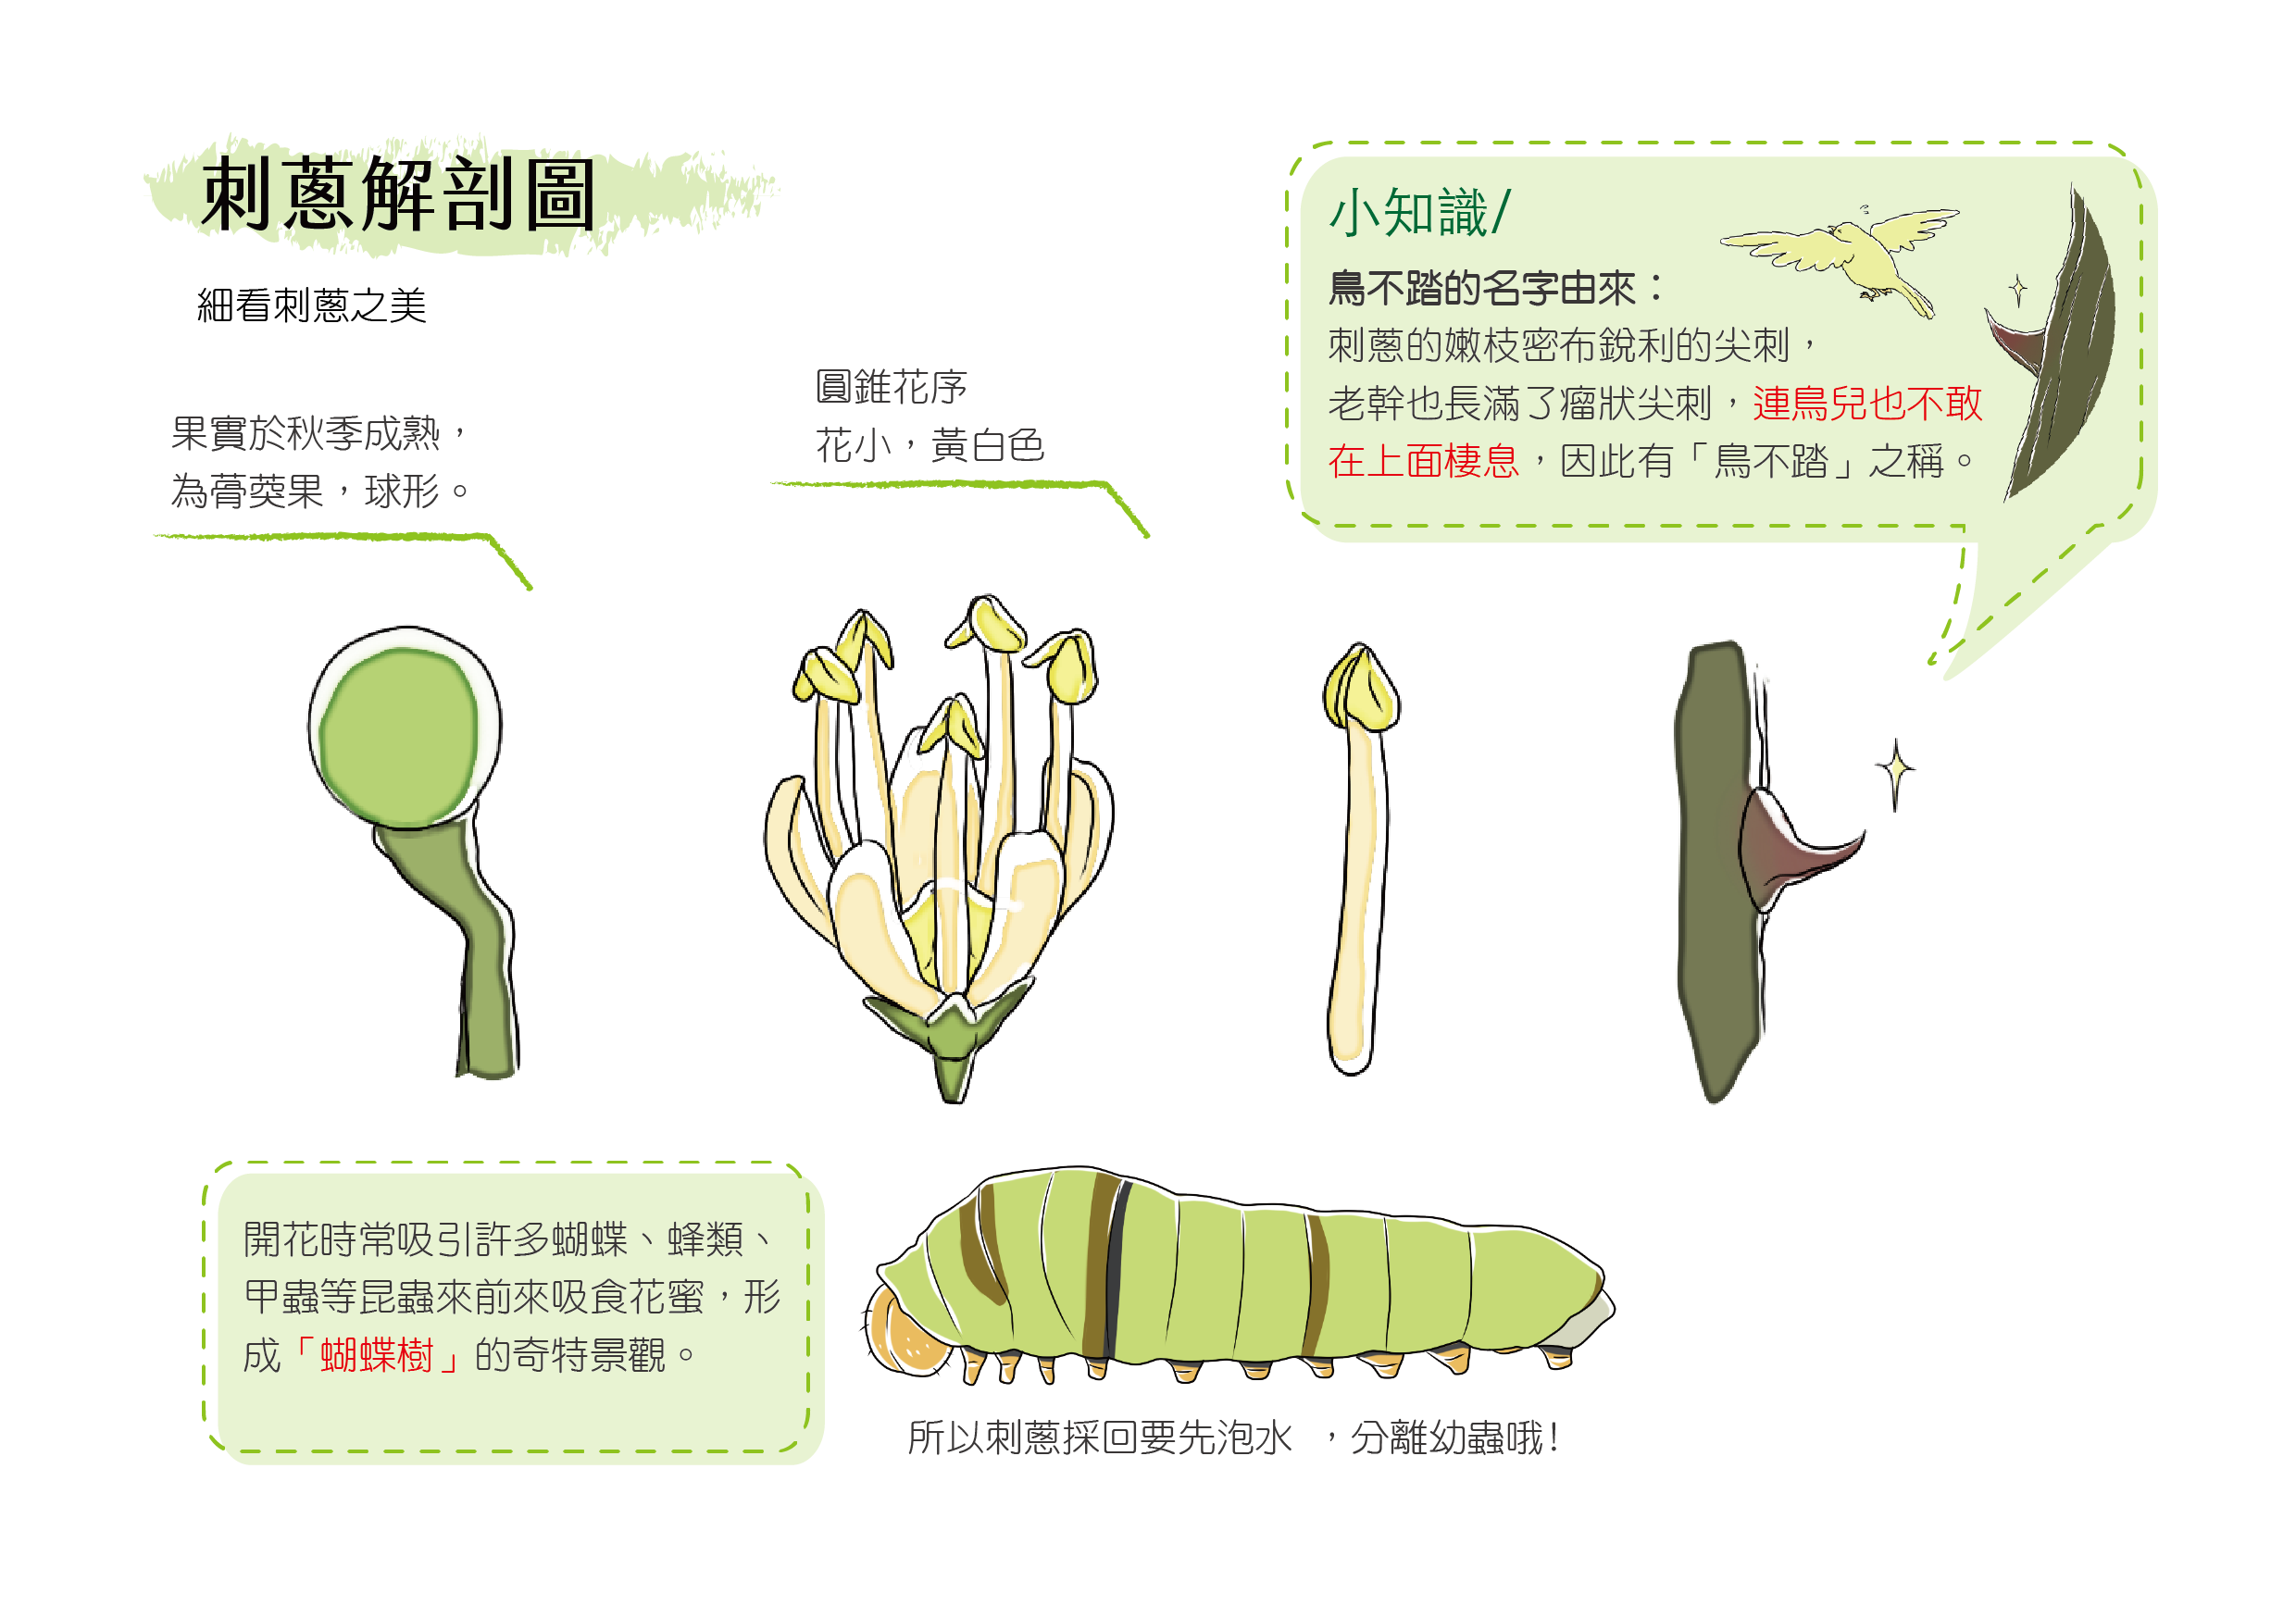 刺蔥解剖圖
細看刺蔥之美
果實於秋季成熟，
為蓇葖果，球形。
圓錐花序
花小，黃白色
小知識/
鳥不踏的名字由來：
刺蔥的嫩枝密布銳利的尖刺，
老幹也長滿了瘤狀尖刺，連鳥兒也不敢
在上面棲息，因此有「鳥不踏」之稱。
開花時常吸引許多蝴蝶、蜂類、
甲蟲等昆蟲來前來吸食花蜜，形
成「蝴蝶樹」的奇特景觀。
所以刺蔥採回要先泡水 ，分離幼蟲哦!